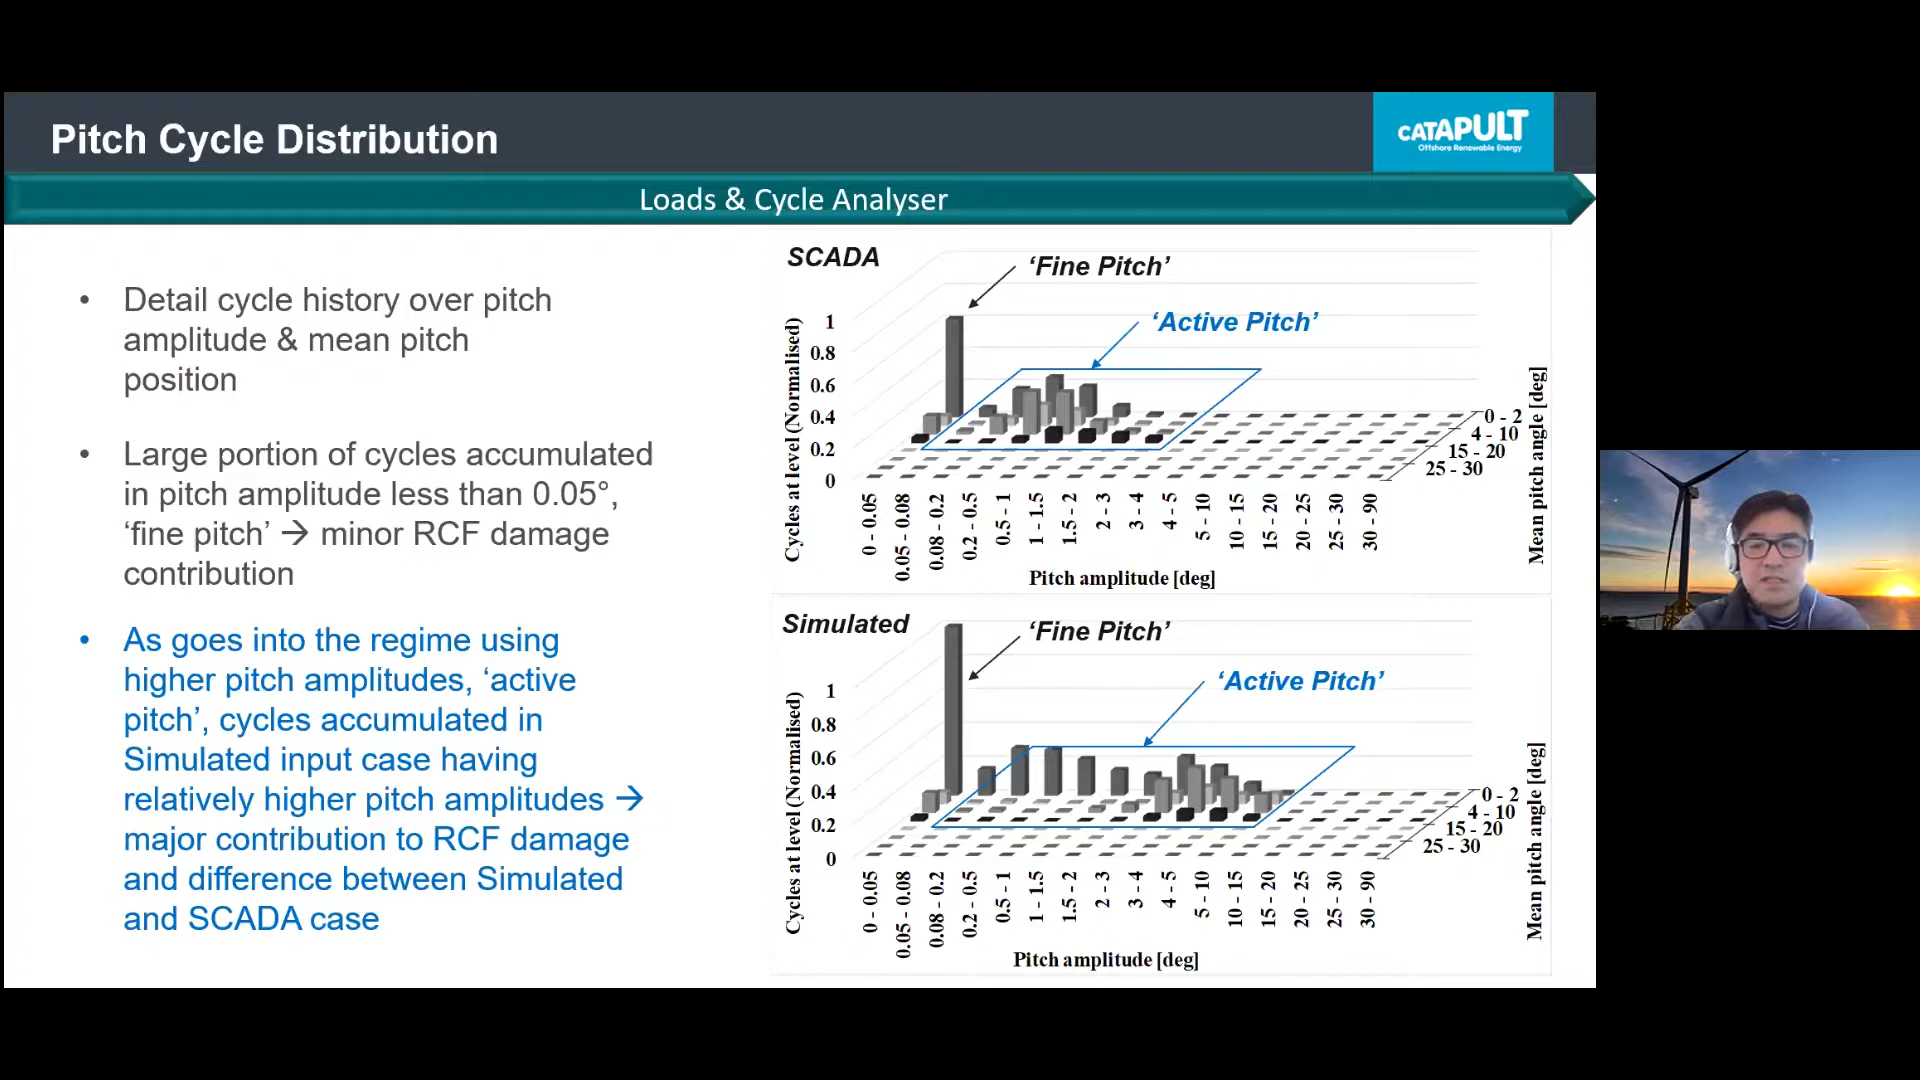 Pitch Cycle Distribution
CATAPULT
Offshore Renewable Energy
Loads & Cycle Analyser
• Detail cycle history over pitch
amplitude & mean pitch
position
• Large portion of cycles accumulated
in pitch amplitude less than 0.05°,
‘fine pitch’ → minor RCF damage
contribution
• As goes into the regime using
higher pitch amplitudes, ‘active
pitch’, cycles accumulated in
Simulated input case having
relatively higher pitch amplitudes →
major contribution to RCF damage
and difference between Simulated
and SCADA case
SCADA
‘Fine Pitch’
‘Active Pitch’
Cycles at level (Normalised)
1
0.8
0.6
0.4
0.2
0
0 - 0.05
0.05 - 0.08
0.08 - 0.2
0.2 - 0.5
0.5 - 1
1 - 1.5
1.5 - 2
2 - 3
3 - 4
4 - 5
5 - 10
10 - 15
15 - 20
20 - 25
25 - 30
30 - 90
Pitch amplitude [deg]
0 - 2
4 - 10
15 - 20
25 - 30
Mean pitch angle [deg]
Simulated
‘Fine Pitch’
‘Active Pitch’
Cycles at level (Normalised)
1
0.8
0.6
0.4
0.2
0
0 - 0.05
0.05 - 0.08
0.08 - 0.2
0.2 - 0.5
0.5 - 1
1 - 1.5
1.5 - 2
2 - 3
3 - 4
4 - 5
5 - 10
10 - 15
15 - 20
20 - 25
25 - 30
30 - 90
Pitch amplitude [deg]
0 - 2
4 - 10
15 - 20
25 - 30
Mean pitch angle [deg]